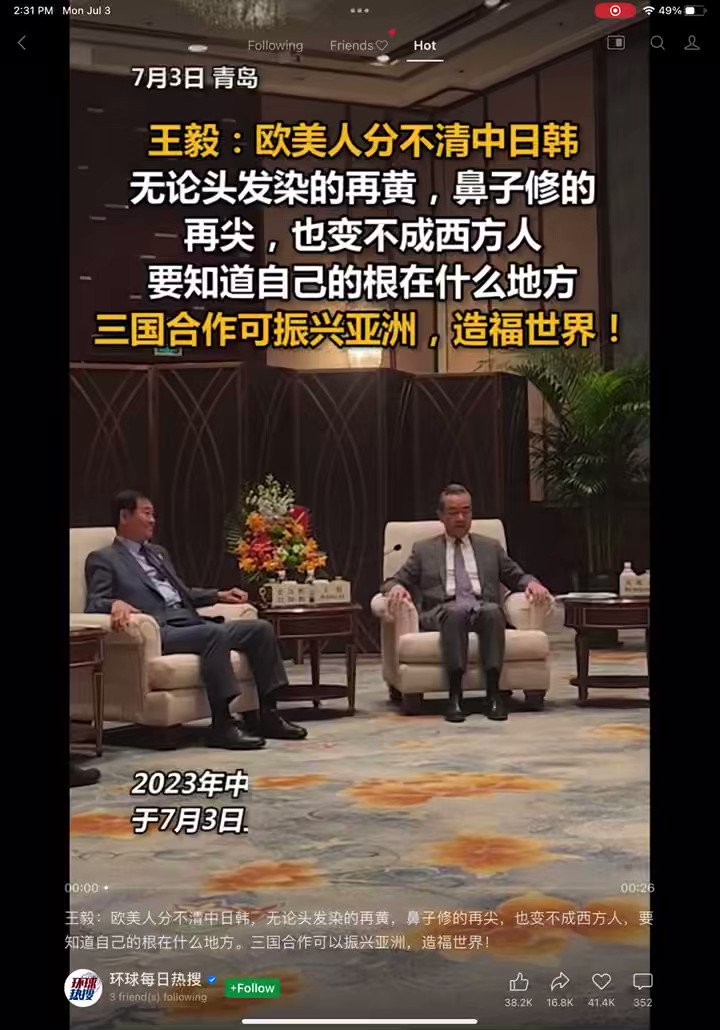 2:31 PM Mon Jul 3
49%
Following
Friends
Hot
7月3日 青岛
王毅：欧美人分不清中日韩
无论头发染的再黄，鼻子修的
再尖，也变不成西方人
要知道自己的根在什么地方
三国合作可振兴亚洲，造福世界！
2023年中
于7月3日.
00:00
00:26
王毅：欧美人分不清中日韩，无论头发染的再黄，鼻子修的再尖，也变不成西方人，要
知道自己的根在什么地方。三国合作可以振兴亚洲，造福世界！
环球
热搜
环球每日热搜
+Follow
3 friend(s) following
38.2K
16.8K
41.4K
352